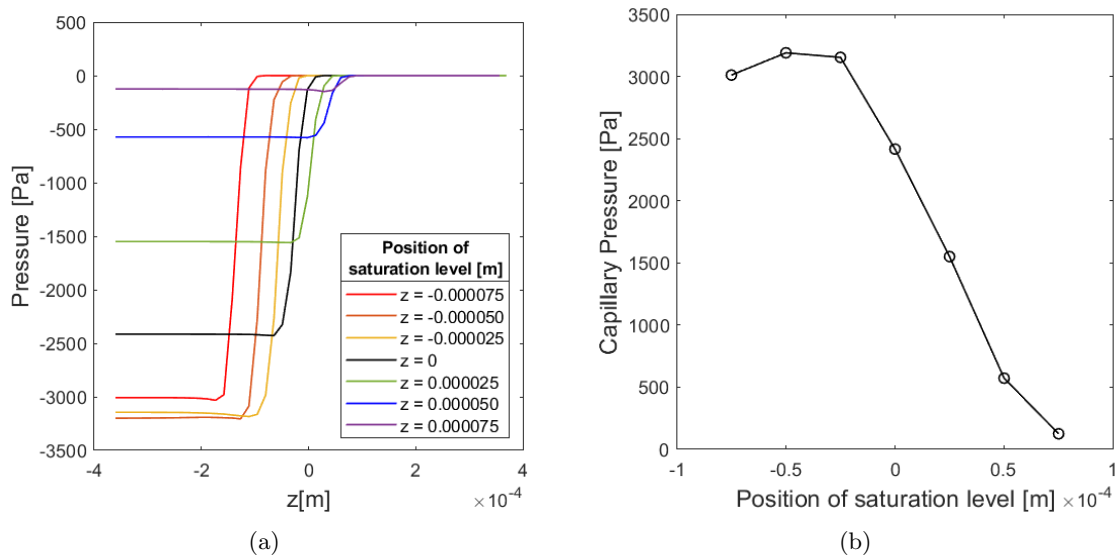 500
0
-500
-1000
-1500
-2000
-2500
-3000
-3500
Pressure [Pa]
-4
-2
0
2
4
z[m]
×10⁻⁴
Position of
saturation level [m]
z = -0.000075
z = -0.000050
z = -0.000025
z = 0
z = 0.000025
z = 0.000050
z = 0.000075
(a)
3500
3000
2500
2000
1500
1000
500
0
Capillary Pressure [Pa]
-1
-0.5
0
0.5
1
Position of saturation level [m] ×10⁻⁴
(b)